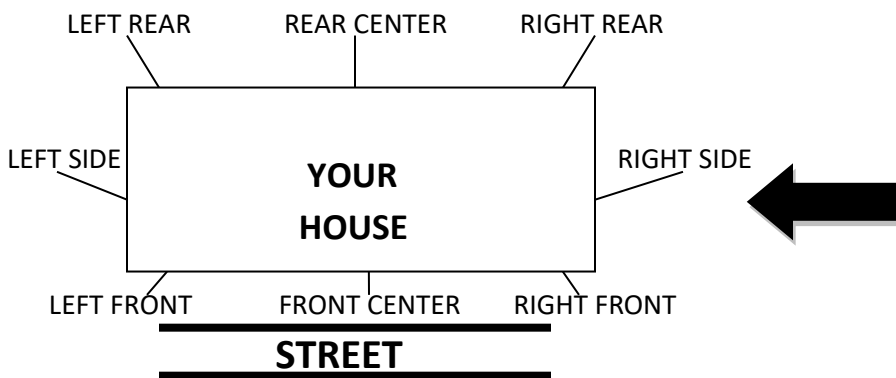 LEFT REAR
REAR CENTER
RIGHT REAR
LEFT SIDE
RIGHT SIDE
YOUR
HOUSE
LEFT FRONT
FRONT CENTER
RIGHT FRONT
STREET